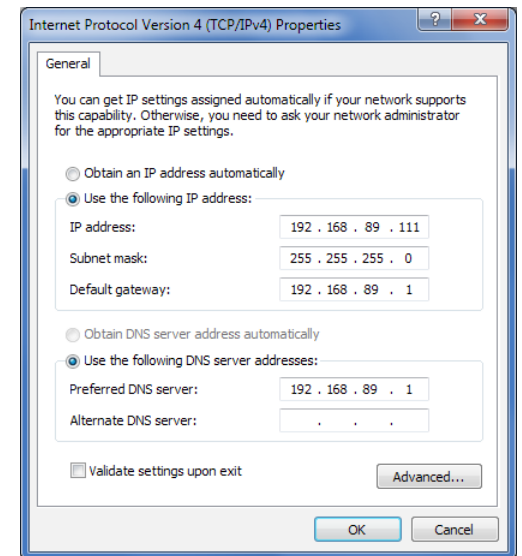 Internet Protocol Version 4 (TCP/IPv4) Properties
General
You can get IP settings assigned automatically if your network supports
this capability. Otherwise, you need to ask your network administrator
for the appropriate IP settings.
Obtain an IP address automatically
Use the following IP address:
IP address: 192 . 168 . 89 . 111
Subnet mask: 255 . 255 . 255 . 0
Default gateway: 192 . 168 . 89 . 1
Obtain DNS server address automatically
Use the following DNS server addresses:
Preferred DNS server: 192 . 168 . 89 . 1
Alternate DNS server: . . .
Validate settings upon exit
Advanced...
OK Cancel